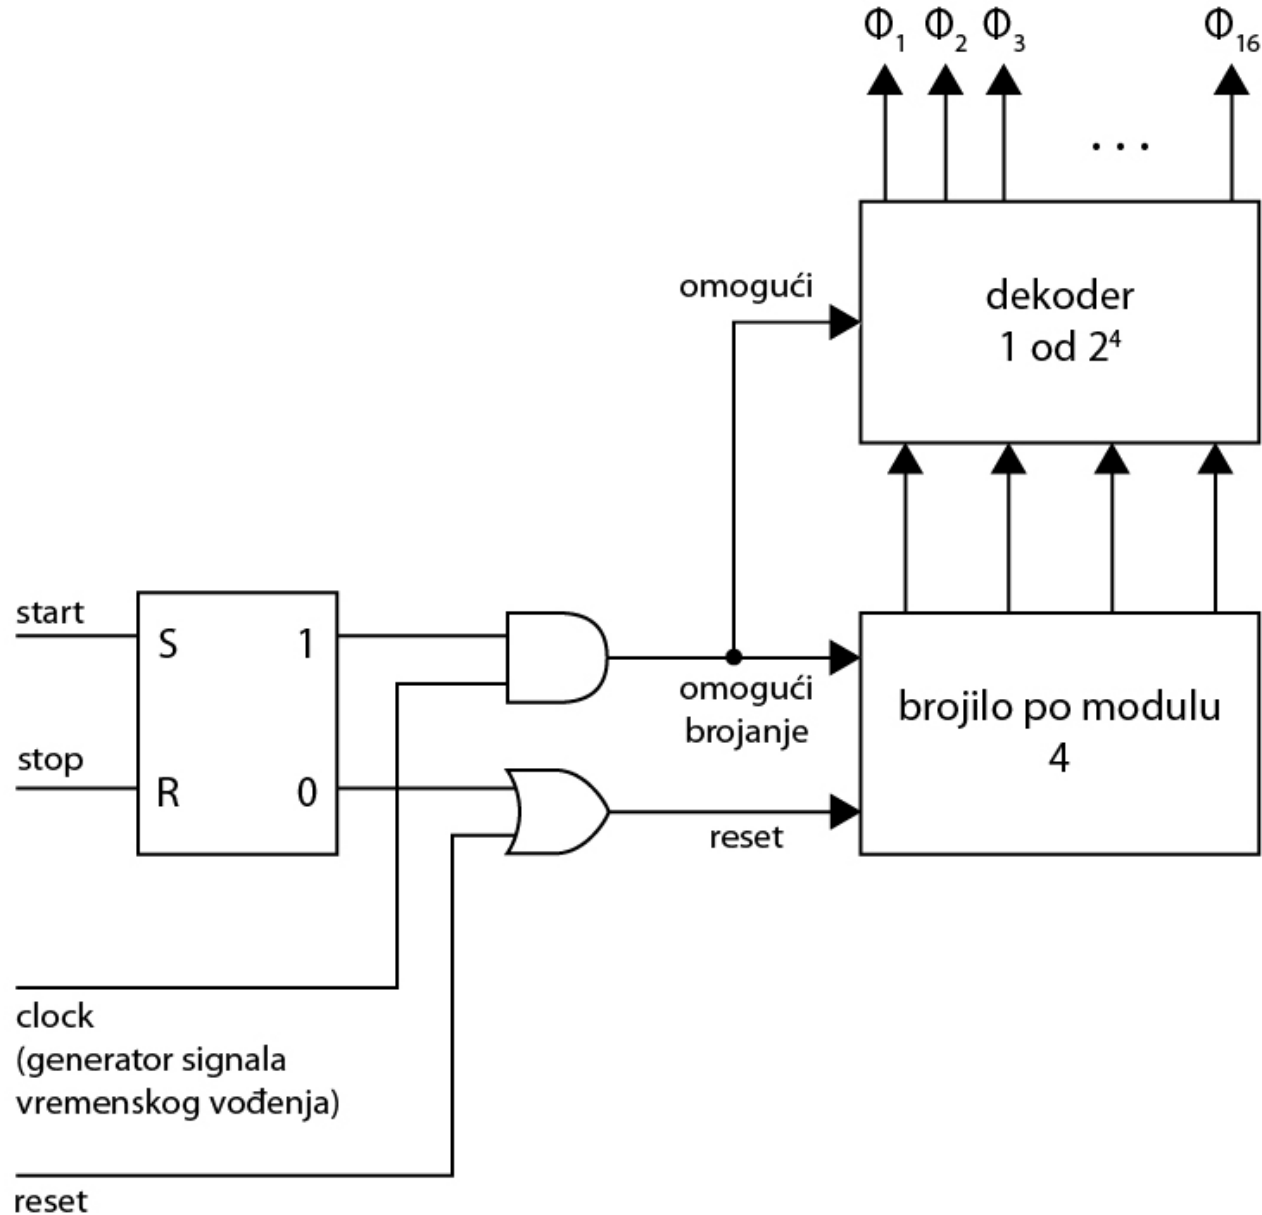 Φ1 Φ2 Φ3 Φ16
...
omogući
dekoder
1 od 2⁴
start
S 1
omogući
brojanje
brojilo po modulu
4
stop
R 0
reset
clock
(generator signala
vremenskog vođenja)
reset